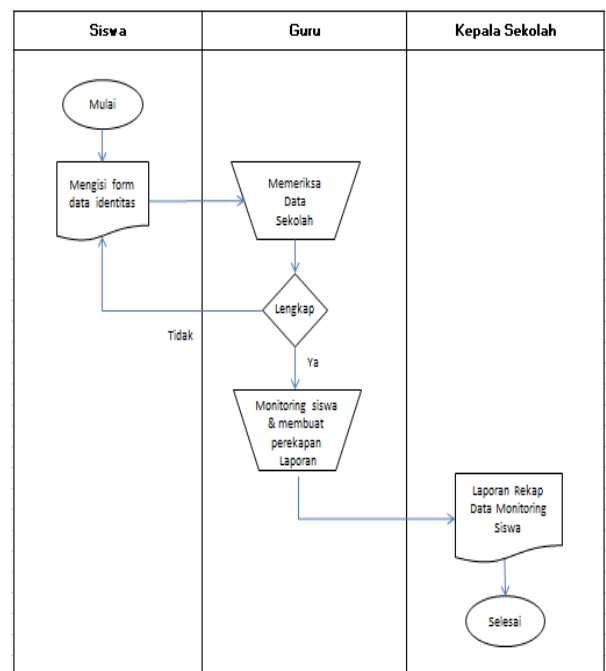 Siswa
Guru
Kepala Sekolah
Mulai
Mengisi form
data identitas
Memeriksa
Data
Sekolah
Lengkap
Tidak
Ya
Monitoring siswa
& membuat
perekapan
Laporan
Laporan Rekap
Data Monitoring
Siswa
Selesai